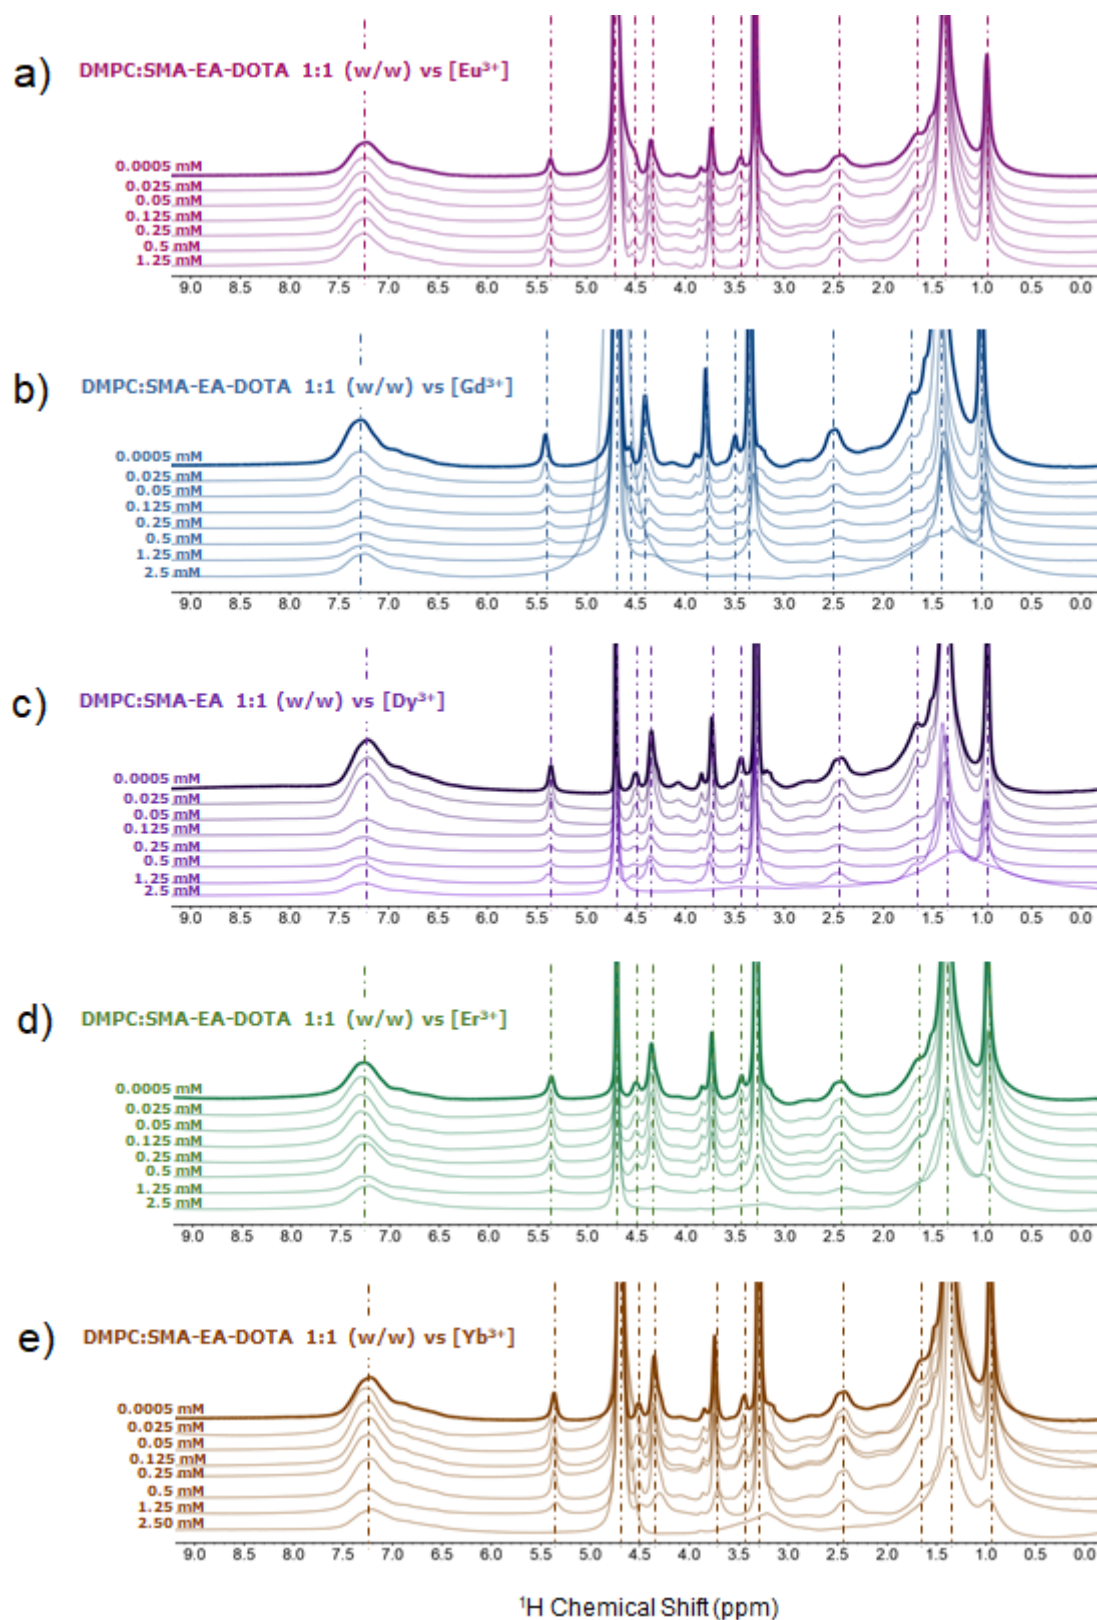 a)
DMPC:SMA-EA-DOTA 1:1 (w/w) vs [Eu³⁺]
0.0005 mM
0.025 mM
0.05 mM
0.125 mM
0.25 mM
0.5 mM
1.25 mM
9.0 8.5 8.0 7.5 7.0 6.5 6.0 5.5 5.0 4.5 4.0 3.5 3.0 2.5 2.0 1.5 1.0 0.5 0.0
b)
DMPC:SMA-EA-DOTA 1:1 (w/w) vs [Gd³⁺]
0.0005 mM
0.025 mM
0.05 mM
0.125 mM
0.25 mM
0.5 mM
1.25 mM
2.5 mM
9.0 8.5 8.0 7.5 7.0 6.5 6.0 5.5 5.0 4.5 4.0 3.5 3.0 2.5 2.0 1.5 1.0 0.5 0.0
c)
DMPC:SMA-EA 1:1 (w/w) vs [Dy³⁺]
0.0005 mM
0.025 mM
0.05 mM
0.125 mM
0.25 mM
0.5 mM
1.25 mM
2.5 mM
9.0 8.5 8.0 7.5 7.0 6.5 6.0 5.5 5.0 4.5 4.0 3.5 3.0 2.5 2.0 1.5 1.0 0.5 0.0
d)
DMPC:SMA-EA-DOTA 1:1 (w/w) vs [Er³⁺]
0.0005 mM
0.025 mM
0.05 mM
0.125 mM
0.25 mM
0.5 mM
1.25 mM
2.5 mM
9.0 8.5 8.0 7.5 7.0 6.5 6.0 5.5 5.0 4.5 4.0 3.5 3.0 2.5 2.0 1.5 1.0 0.5 0.0
e)
DMPC:SMA-EA-DOTA 1:1 (w/w) vs [Yb³⁺]
0.0005 mM
0.025 mM
0.05 mM
0.125 mM
0.25 mM
0.5 mM
1.25 mM
2.50 mM
9.0 8.5 8.0 7.5 7.0 6.5 6.0 5.5 5.0 4.5 4.0 3.5 3.0 2.5 2.0 1.5 1.0 0.5 0.0
¹H Chemical Shift (ppm)